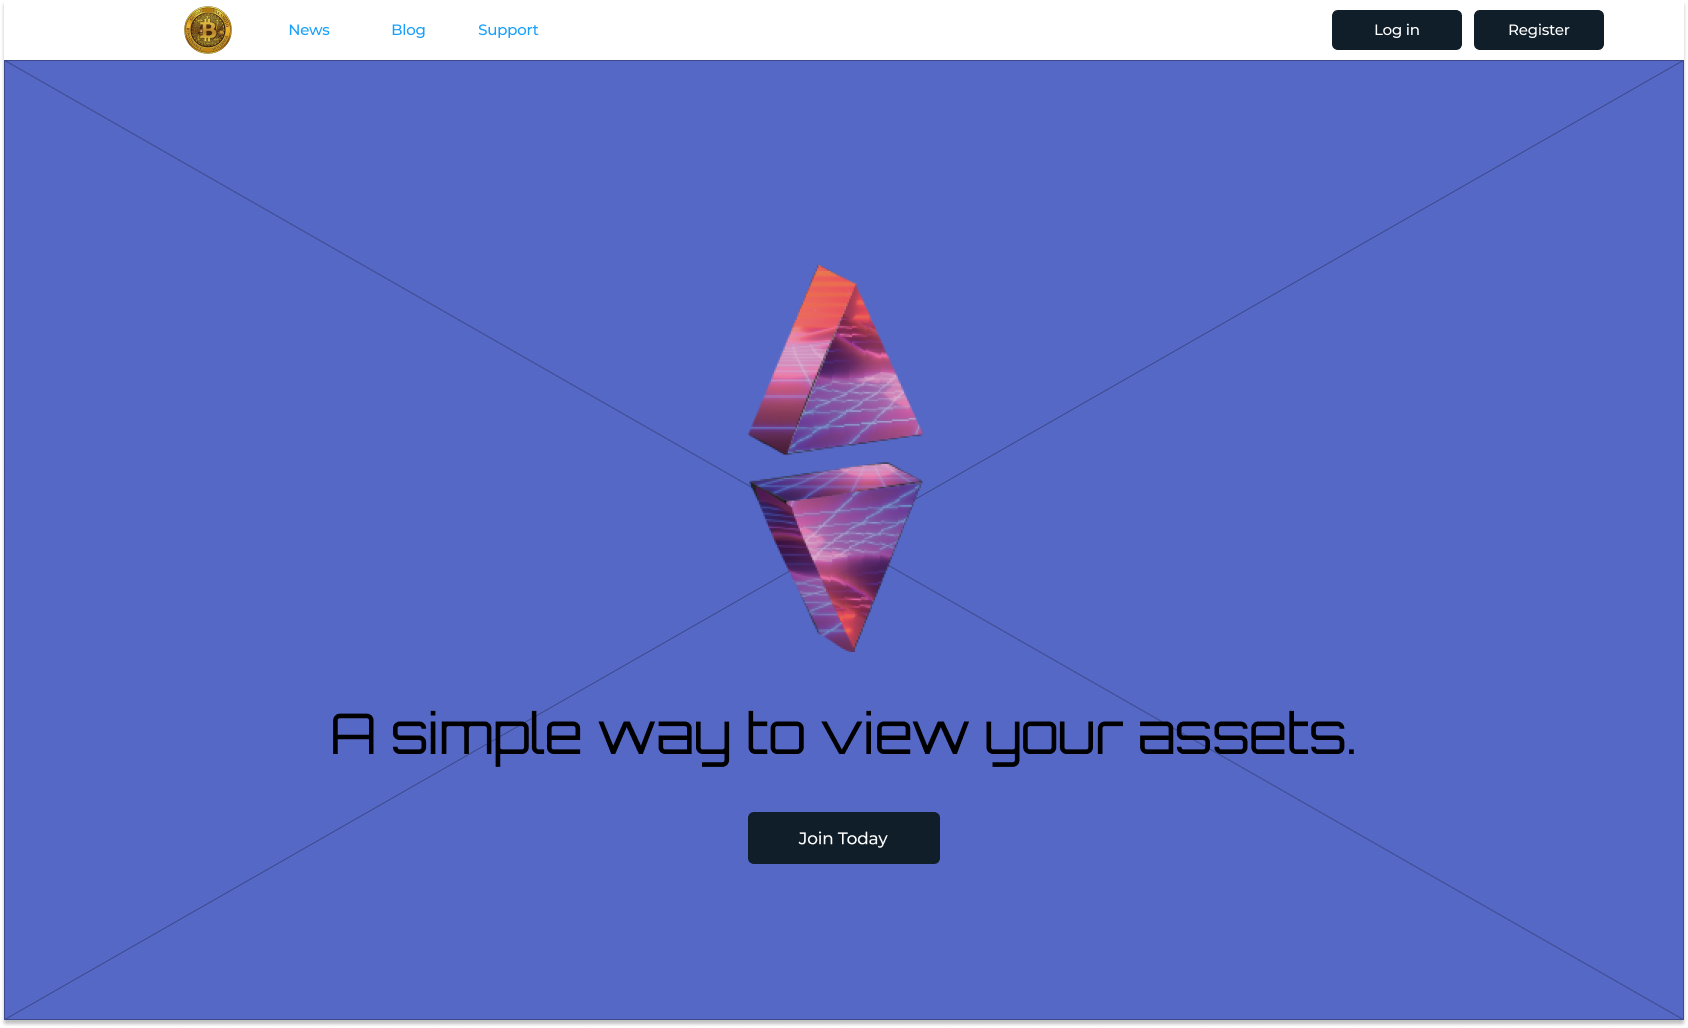 News
Blog
Support
Log in
Register
A simple way to view your assets.
Join Today